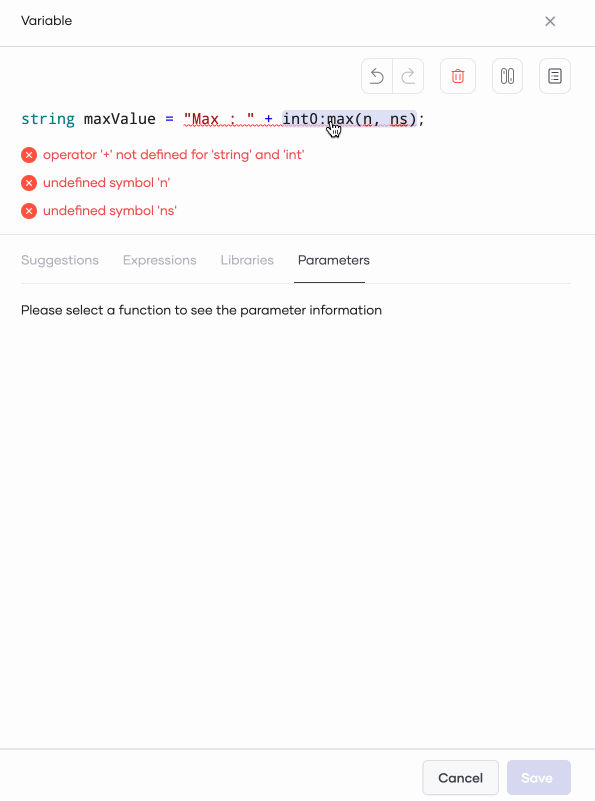 Variable
string maxValue = "Max : " + int0:max(n, ns);
operator '+' not defined for 'string' and 'int'
undefined symbol 'n'
undefined symbol 'ns'
Suggestions Expressions Libraries Parameters
Please select a function to see the parameter information
Cancel Save